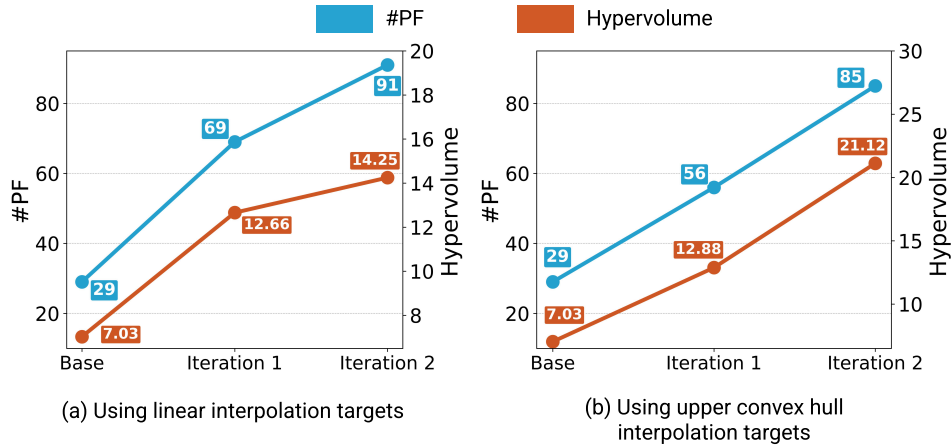 #PF
Hypervolume
20
18
16
14
12
10
8
80
60
40
20
#PF
Hypervolume
29
69
91
7.03
12.66
14.25
Base
Iteration 1
Iteration 2
(a) Using linear interpolation targets
30
25
20
15
10
80
60
40
20
#PF
Hypervolume
29
56
85
7.03
12.88
21.12
Base
Iteration 1
Iteration 2
(b) Using upper convex hull
interpolation targets